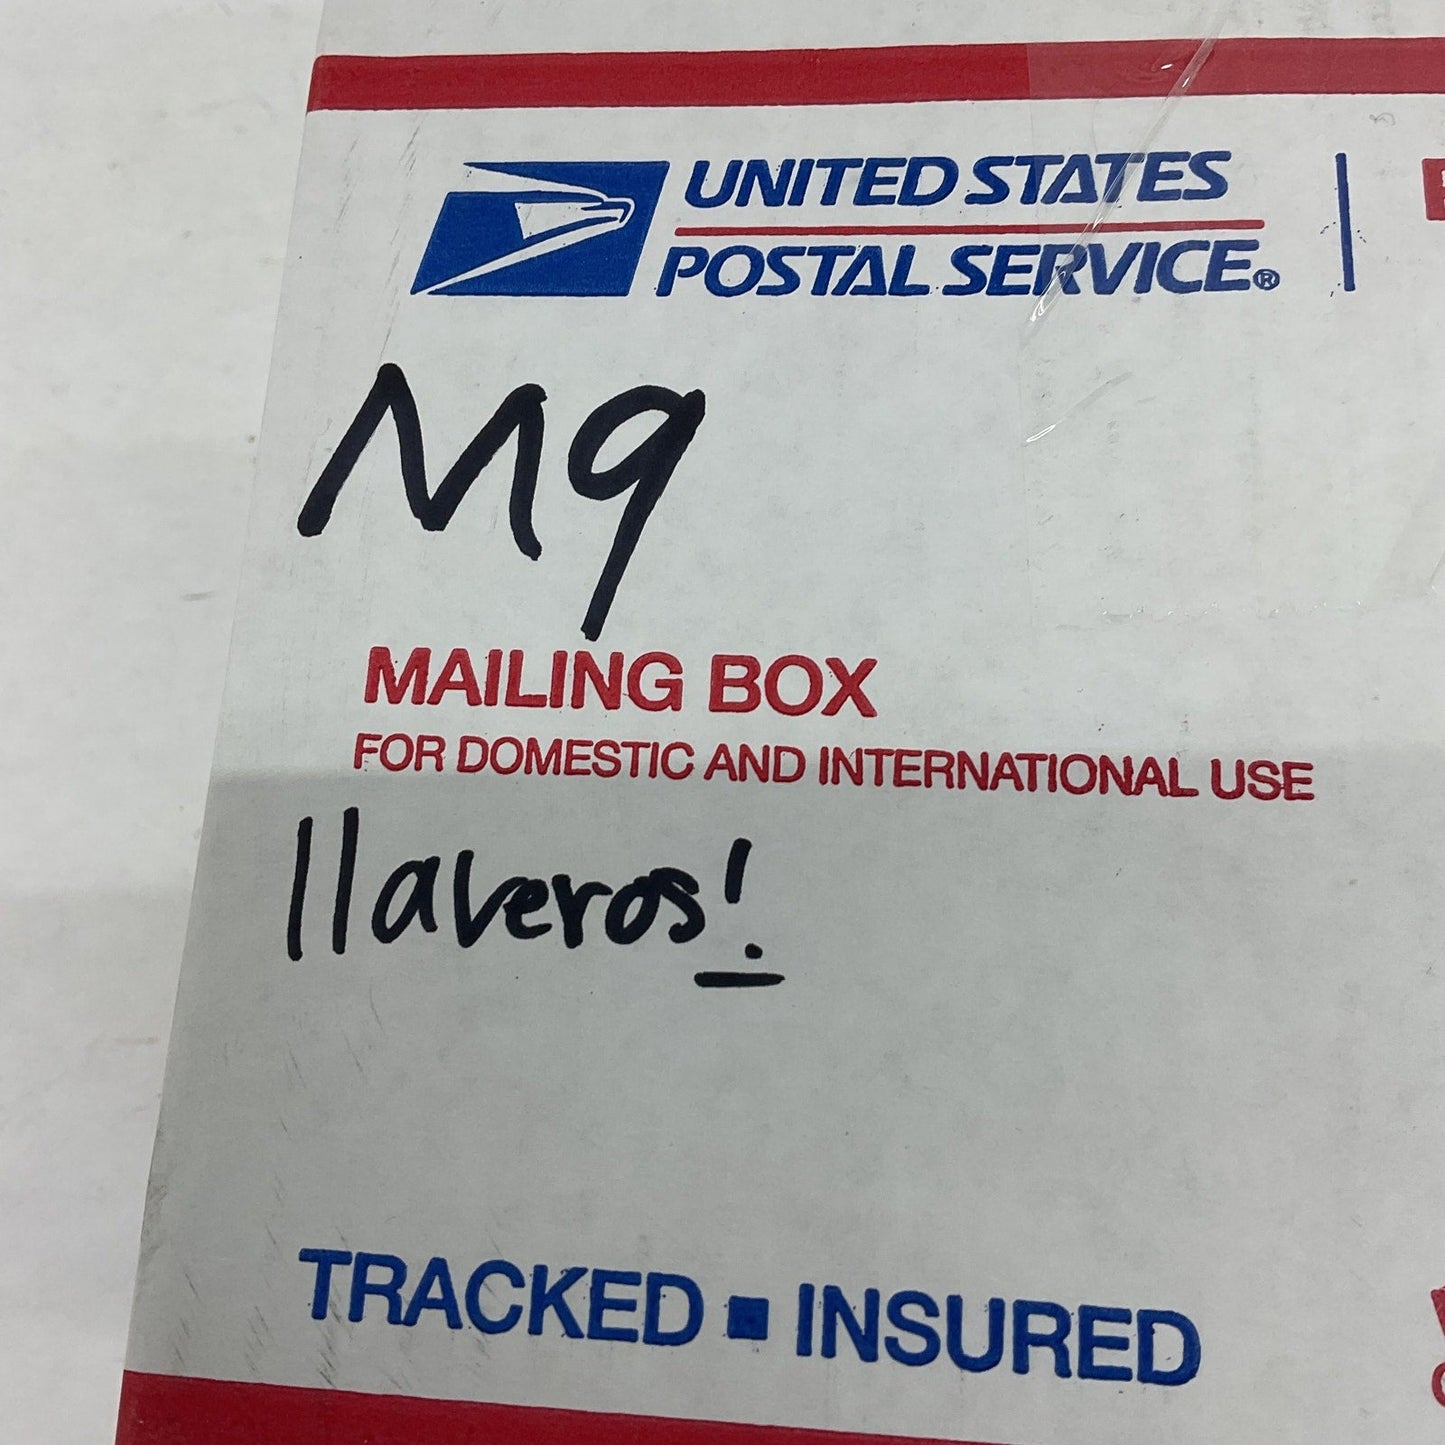 UNITED STATES
POSTAL SERVICE®
M9
MAILING BOX
FOR DOMESTIC AND INTERNATIONAL USE
llaveros!
TRACKED ■ INSURED